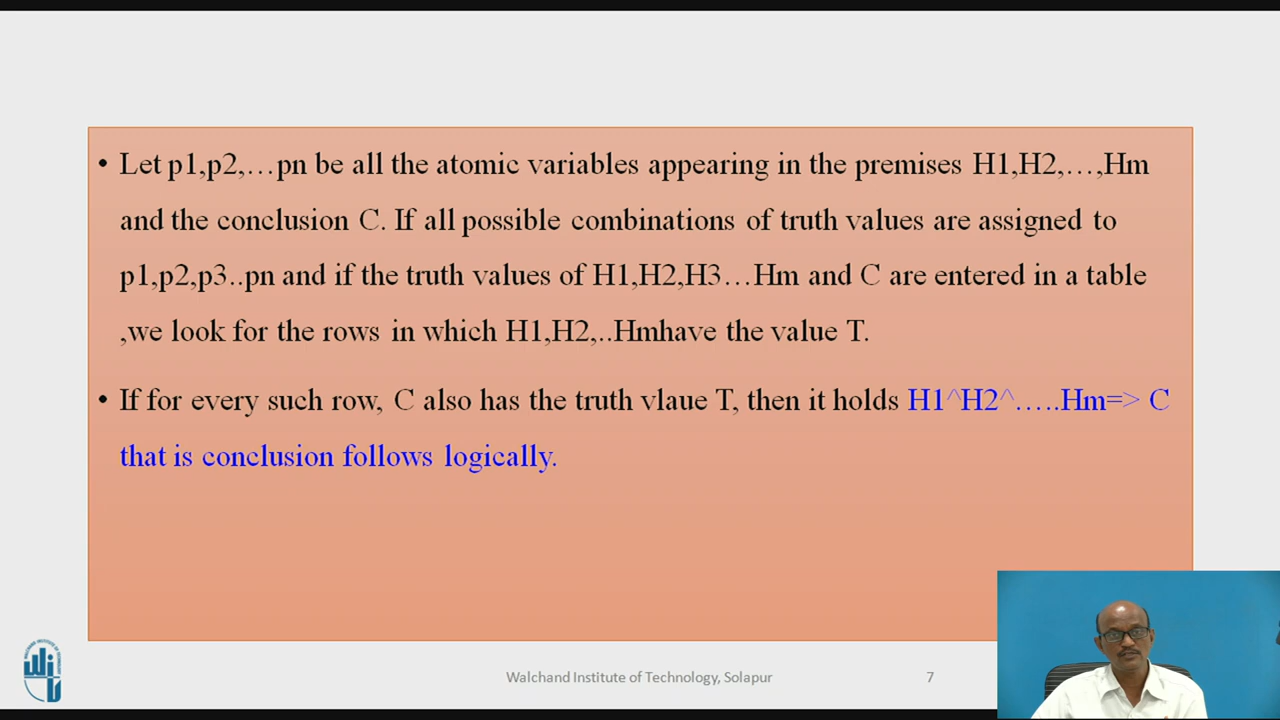 • Let p1,p2,…pn be all the atomic variables appearing in the premises H1,H2,…,Hm
and the conclusion C. If all possible combinations of truth values are assigned to
p1,p2,p3..pn and if the truth values of H1,H2,H3…Hm and C are entered in a table
,we look for the rows in which H1,H2,..Hmhave the value T.
• If for every such row, C also has the truth vlaue T, then it holds H1^H2^…..Hm=> C
that is conclusion follows logically.
Walchand Institute of Technology, Solapur
7